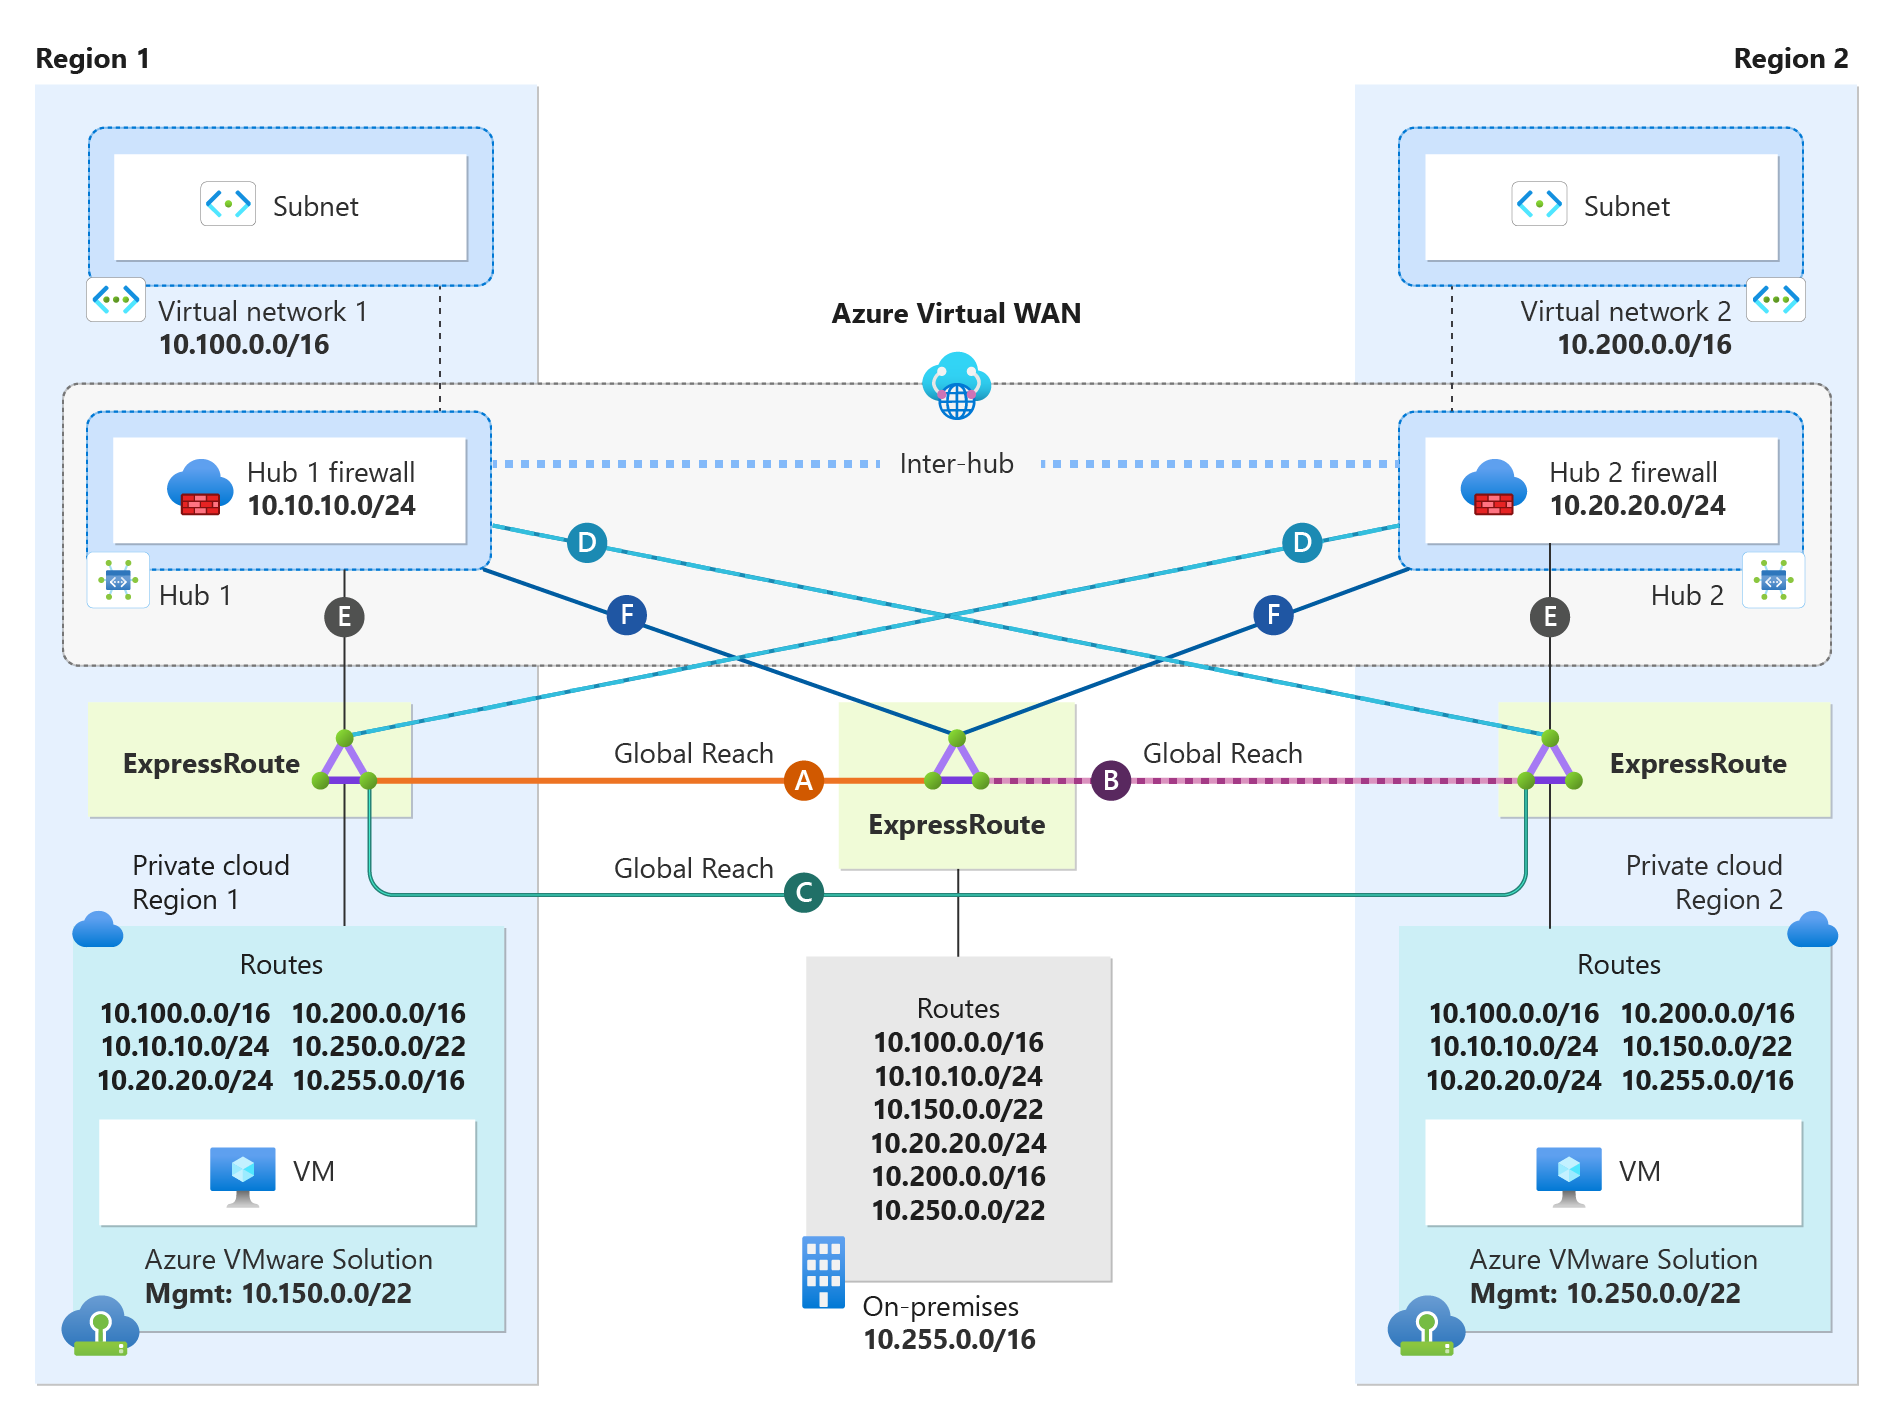 Region 1
Region 2
Subnet
Subnet
Virtual network 1
10.100.0.0/16
Azure Virtual WAN
Virtual network 2
10.200.0.0/16
Hub 1 firewall
10.10.10.0/24
Inter-hub
Hub 2 firewall
10.20.20.0/24
D
D
Hub 1
Hub 2
E
F
F
E
ExpressRoute
Global Reach
A
ExpressRoute
B
Global Reach
ExpressRoute
Global Reach
C
Private cloud
Region 1
Private cloud
Region 2
Routes
10.100.0.0/16 10.200.0.0/16
10.10.10.0/24 10.250.0.0/22
10.20.20.0/24 10.255.0.0/16
VM
Azure VMware Solution
Mgmt: 10.150.0.0/22
Routes
10.100.0.0/16
10.10.10.0/24
10.150.0.0/22
10.20.20.0/24
10.200.0.0/16
10.250.0.0/22
On-premises
10.255.0.0/16
Routes
10.100.0.0/16 10.200.0.0/16
10.10.10.0/24 10.150.0.0/22
10.20.20.0/24 10.255.0.0/16
VM
Azure VMware Solution
Mgmt: 10.250.0.0/22